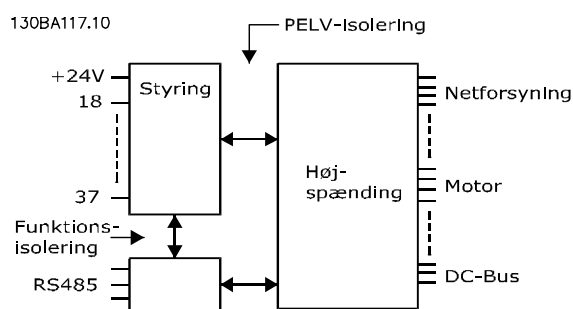 130BA117.10
PELV-isolering
+24V
18
37
Styring
Høj-
spænding
Netforsyning
Motor
DC-Bus
Funktions-
isolering
RS485